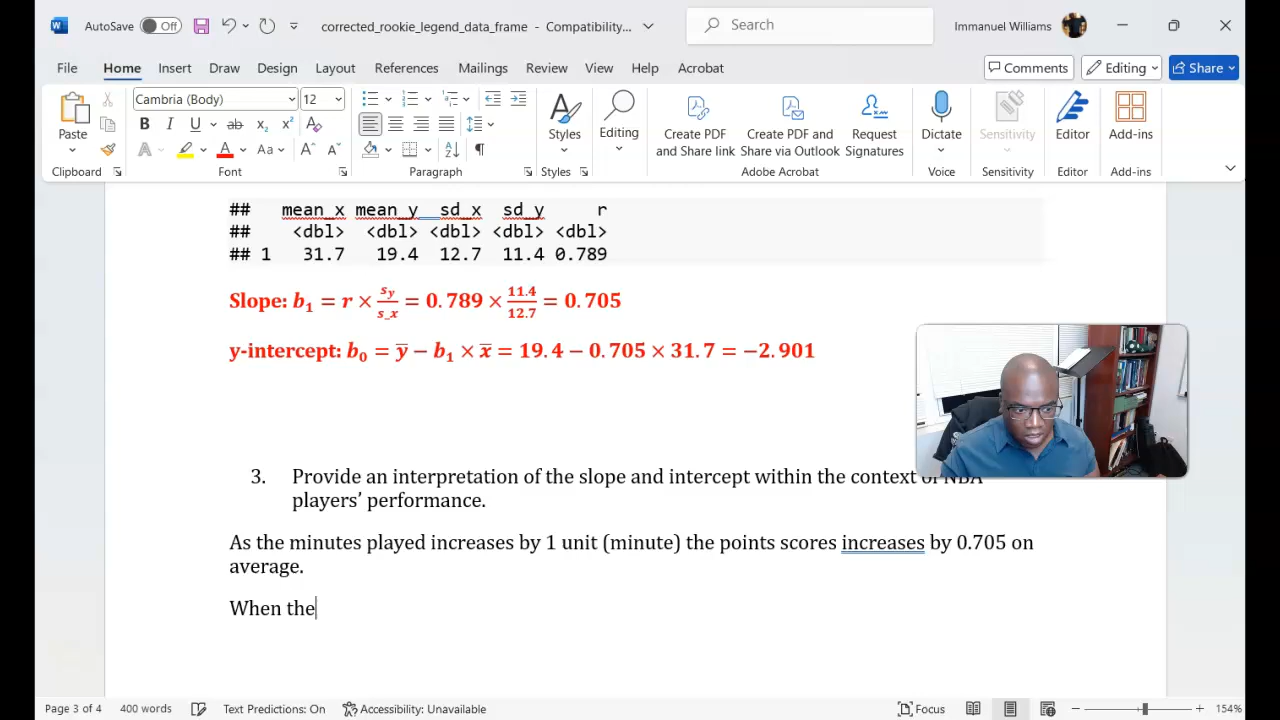 AutoSave Off corrected_rookie_legend_data_frame - Compatibility... Search Immanuel Williams
File Home Insert Draw Design Layout References Mailings Review View Help Acrobat Comments Editing Share
Paste
Cambria (Body) 12
Styles
Editing
Create PDF and Share link
Create PDF and Share via Outlook
Request Signatures
Dictate
Sensitivity
Editor
Add-ins
Clipboard Font Paragraph Styles Adobe Acrobat Voice Sensitivity Editor Add-ins
## mean_x mean_y sd_x sd_y r
## <dbl> <dbl> <dbl> <dbl> <dbl>
## 1 31.7 19.4 12.7 11.4 0.789
Slope: b₁ = r × s_y/s_x = 0.789 × 11.4/12.7 = 0.705
y-intercept: b₀ = ȳ − b₁ × x̄ = 19.4 − 0.705 × 31.7 = −2.901
3. Provide an interpretation of the slope and intercept within the context of NBA
players’ performance.
As the minutes played increases by 1 unit (minute) the points scores increases by 0.705 on
average.
When the
Page 3 of 4 400 words Text Predictions: On Accessibility: Unavailable Focus 154%